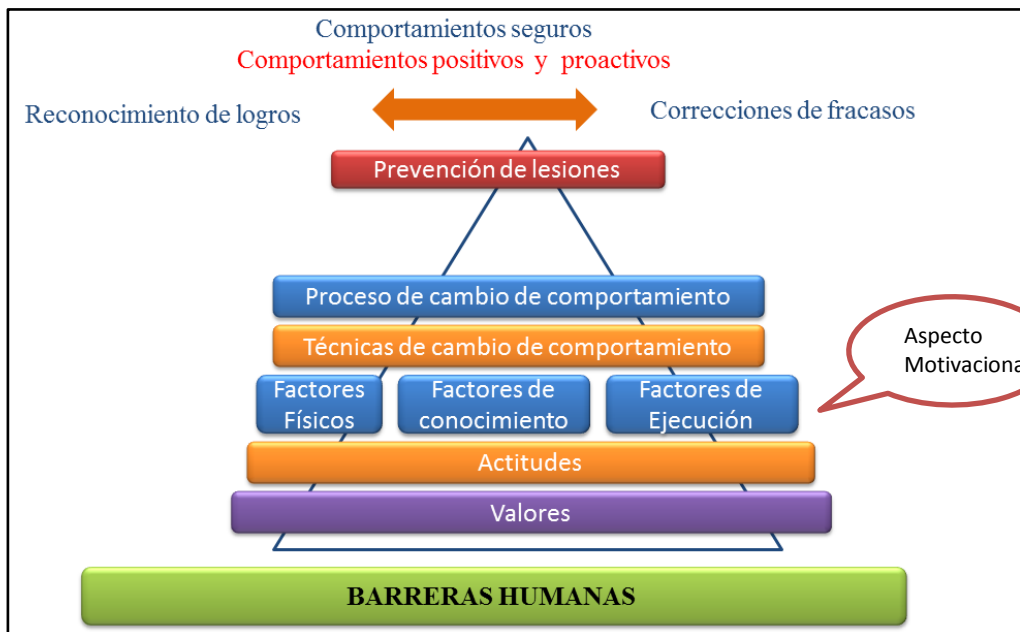 Comportamientos seguros
Comportamientos positivos y proactivos
Reconocimiento de logros
Correcciones de fracasos
Prevención de lesiones
Proceso de cambio de comportamiento
Técnicas de cambio de comportamiento
Aspecto
Motivaciona
Factores
Físicos
Factores de
conocimiento
Factores de
Ejecución
Actitudes
Valores
BARRERAS HUMANAS